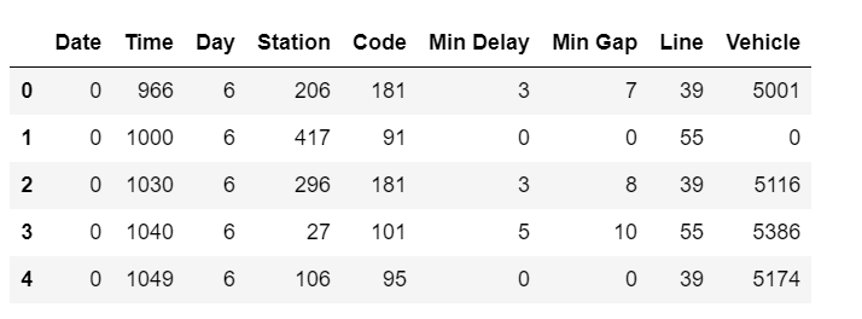 Date Time Day Station Code Min Delay Min Gap Line Vehicle
0 0 966 6 206 181 3 7 39 5001
1 0 1000 6 417 91 0 0 55 0
2 0 1030 6 296 181 3 8 39 5116
3 0 1040 6 27 101 5 10 55 5386
4 0 1049 6 106 95 0 0 39 5174